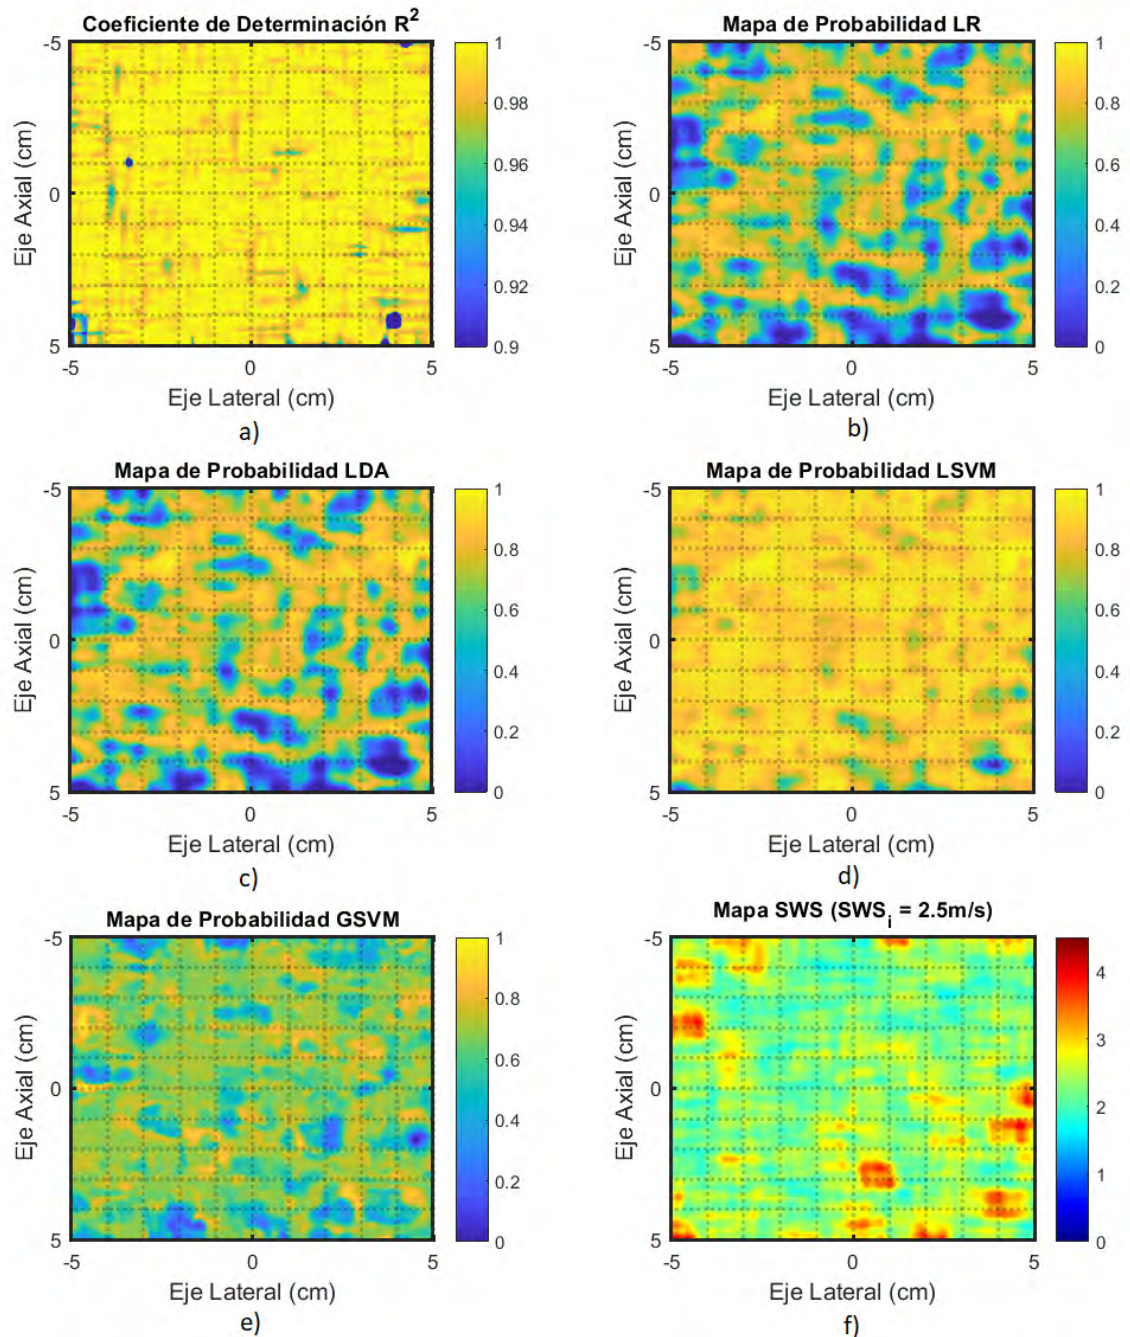 Coeficiente de Determinación R²
-5
0
5
Eje Axial (cm)
-5 0 5
Eje Lateral (cm)
1
0.98
0.96
0.94
0.92
0.9
a)
Mapa de Probabilidad LR
-5
0
5
Eje Axial (cm)
-5 0 5
Eje Lateral (cm)
1
0.8
0.6
0.4
0.2
0
b)
Mapa de Probabilidad LDA
-5
0
5
Eje Axial (cm)
-5 0 5
Eje Lateral (cm)
1
0.8
0.6
0.4
0.2
0
c)
Mapa de Probabilidad LSVM
-5
0
5
Eje Axial (cm)
-5 0 5
Eje Lateral (cm)
1
0.8
0.6
0.4
0.2
0
d)
Mapa de Probabilidad GSVM
-5
0
5
Eje Axial (cm)
-5 0 5
Eje Lateral (cm)
1
0.8
0.6
0.4
0.2
0
e)
Mapa SWS (SWSᵢ = 2.5m/s)
-5
0
5
Eje Axial (cm)
-5 0 5
Eje Lateral (cm)
4
3
2
1
0
f)